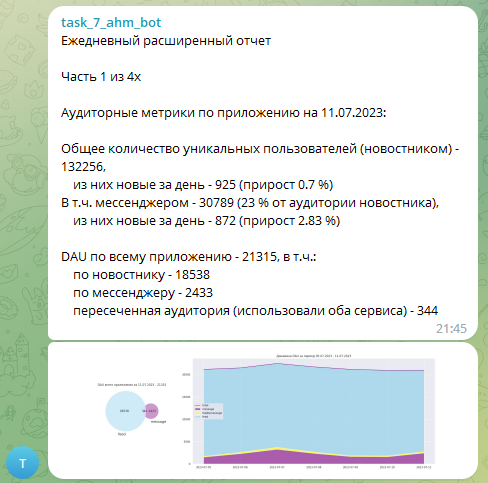 task_7_ahm_bot
Ежедневный расширенный отчет
Часть 1 из 4х
Аудиторные метрики по приложению на 11.07.2023:
Общее количество уникальных пользователей (новостником) -
132256,
из них новые за день - 925 (прирост 0.7 %)
В т.ч. мессенджером - 30789 (23 % от аудитории новостника),
из них новые за день - 872 (прирост 2.83 %)
DAU по всему приложению - 21315, в т.ч.:
по новостнику - 18538
по мессенджеру - 2433
пересеченная аудитория (использовали оба сервиса) - 344
21:45
feed
message
T